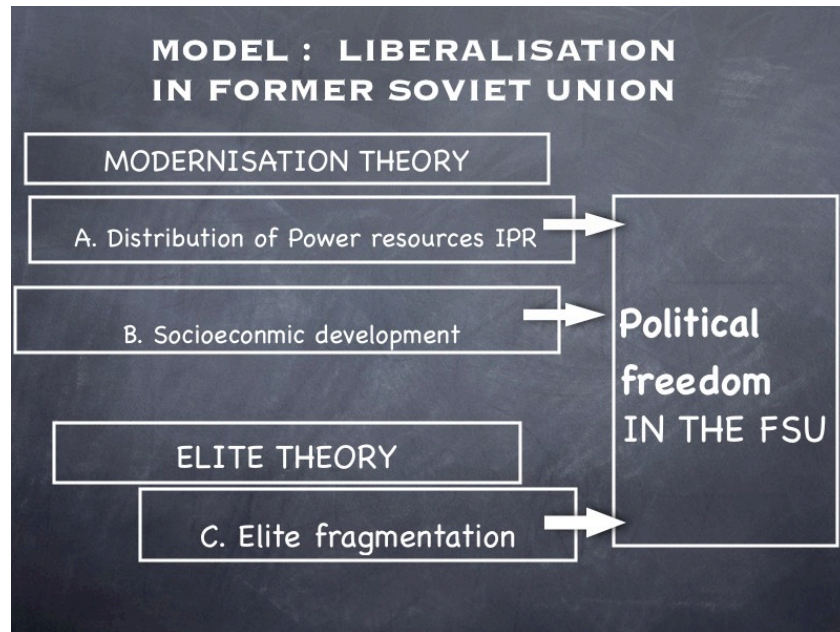 MODEL : LIBERALISATION
IN FORMER SOVIET UNION
MODERNISATION THEORY
A. Distribution of Power resources IPR
B. Socioeconmic development
ELITE THEORY
C. Elite fragmentation
Political
freedom
IN THE FSU